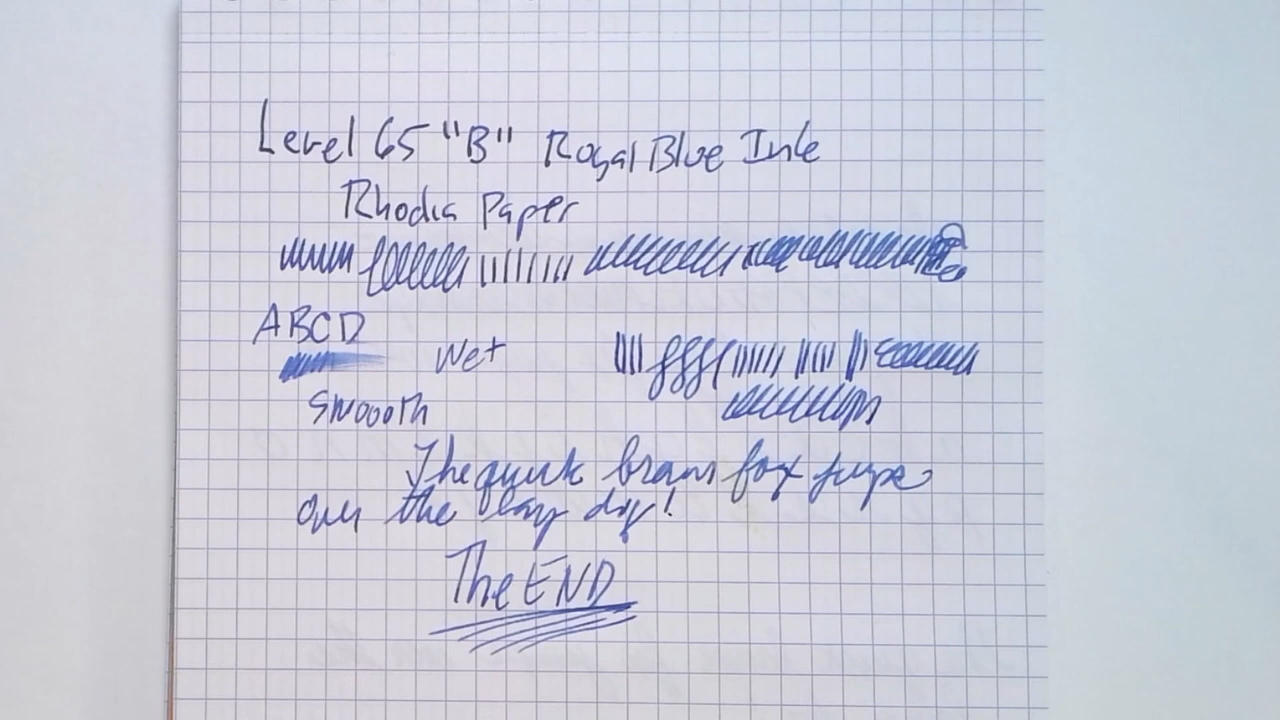 Level 65 "B" Royal Blue Ink
Rhodia Paper
ABCD
Wet
Smoooth
The quick brown fox jumps
over the lazy dog!
The END